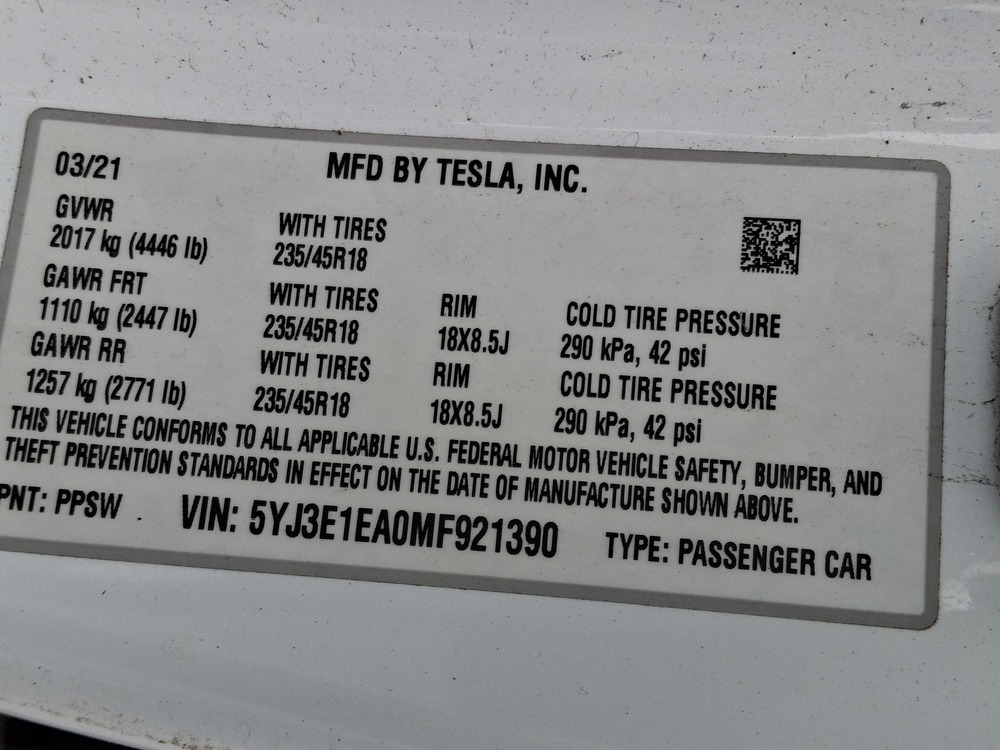 03/21 MFD BY TESLA, INC.
GVWR WITH TIRES
2017 kg (4446 lb) 235/45R18
GAWR FRT WITH TIRES RIM COLD TIRE PRESSURE
1110 kg (2447 lb) 235/45R18 18X8.5J 290 kPa, 42 psi
GAWR RR WITH TIRES RIM COLD TIRE PRESSURE
1257 kg (2771 lb) 235/45R18 18X8.5J 290 kPa, 42 psi
THIS VEHICLE CONFORMS TO ALL APPLICABLE U.S. FEDERAL MOTOR VEHICLE SAFETY, BUMPER, AND
THEFT PREVENTION STANDARDS IN EFFECT ON THE DATE OF MANUFACTURE SHOWN ABOVE.
PNT: PPSW VIN: 5YJ3E1EA0MF921390 TYPE: PASSENGER CAR